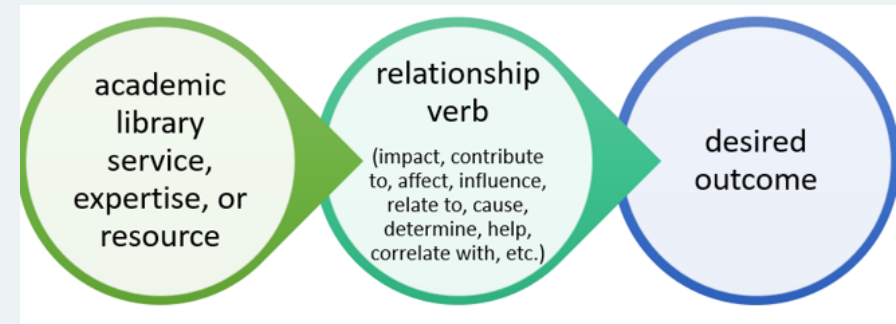 academic
library
service,
expertise, or
resource
relationship
verb
(impact, contribute
to, affect, influence,
relate to, cause,
determine, help,
correlate with, etc.)
desired
outcome